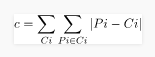 c = ∑ ∑ |Pi − Ci|
Ci Pi∈Ci